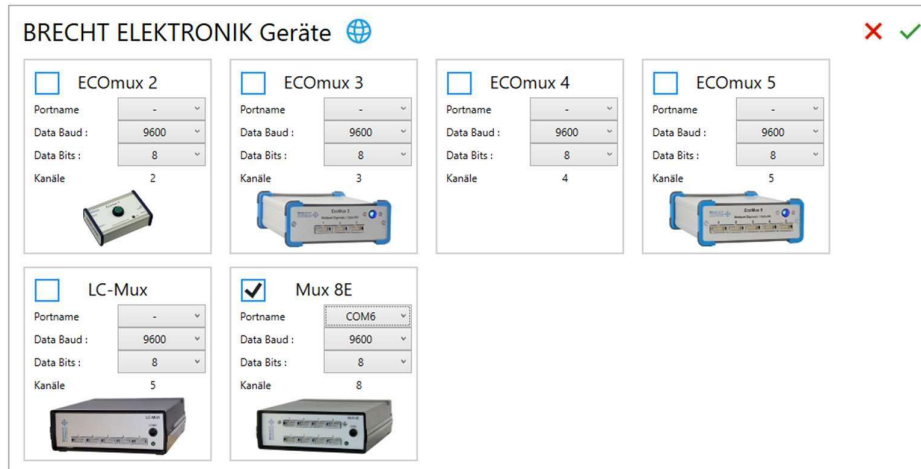 BRECHT ELEKTRONIK Geräte
ECOmux 2
Portname -
Data Baud : 9600
Data Bits : 8
Kanäle 2
ECOmux 3
Portname -
Data Baud : 9600
Data Bits : 8
Kanäle 3
ECOmux 4
Portname -
Data Baud : 9600
Data Bits : 8
Kanäle 4
ECOmux 5
Portname -
Data Baud : 9600
Data Bits : 8
Kanäle 5
LC-Mux
Portname -
Data Baud : 9600
Data Bits : 8
Kanäle 5
LC-MUX
Mux 8E
Portname COM6
Data Baud : 9600
Data Bits : 8
Kanäle 8